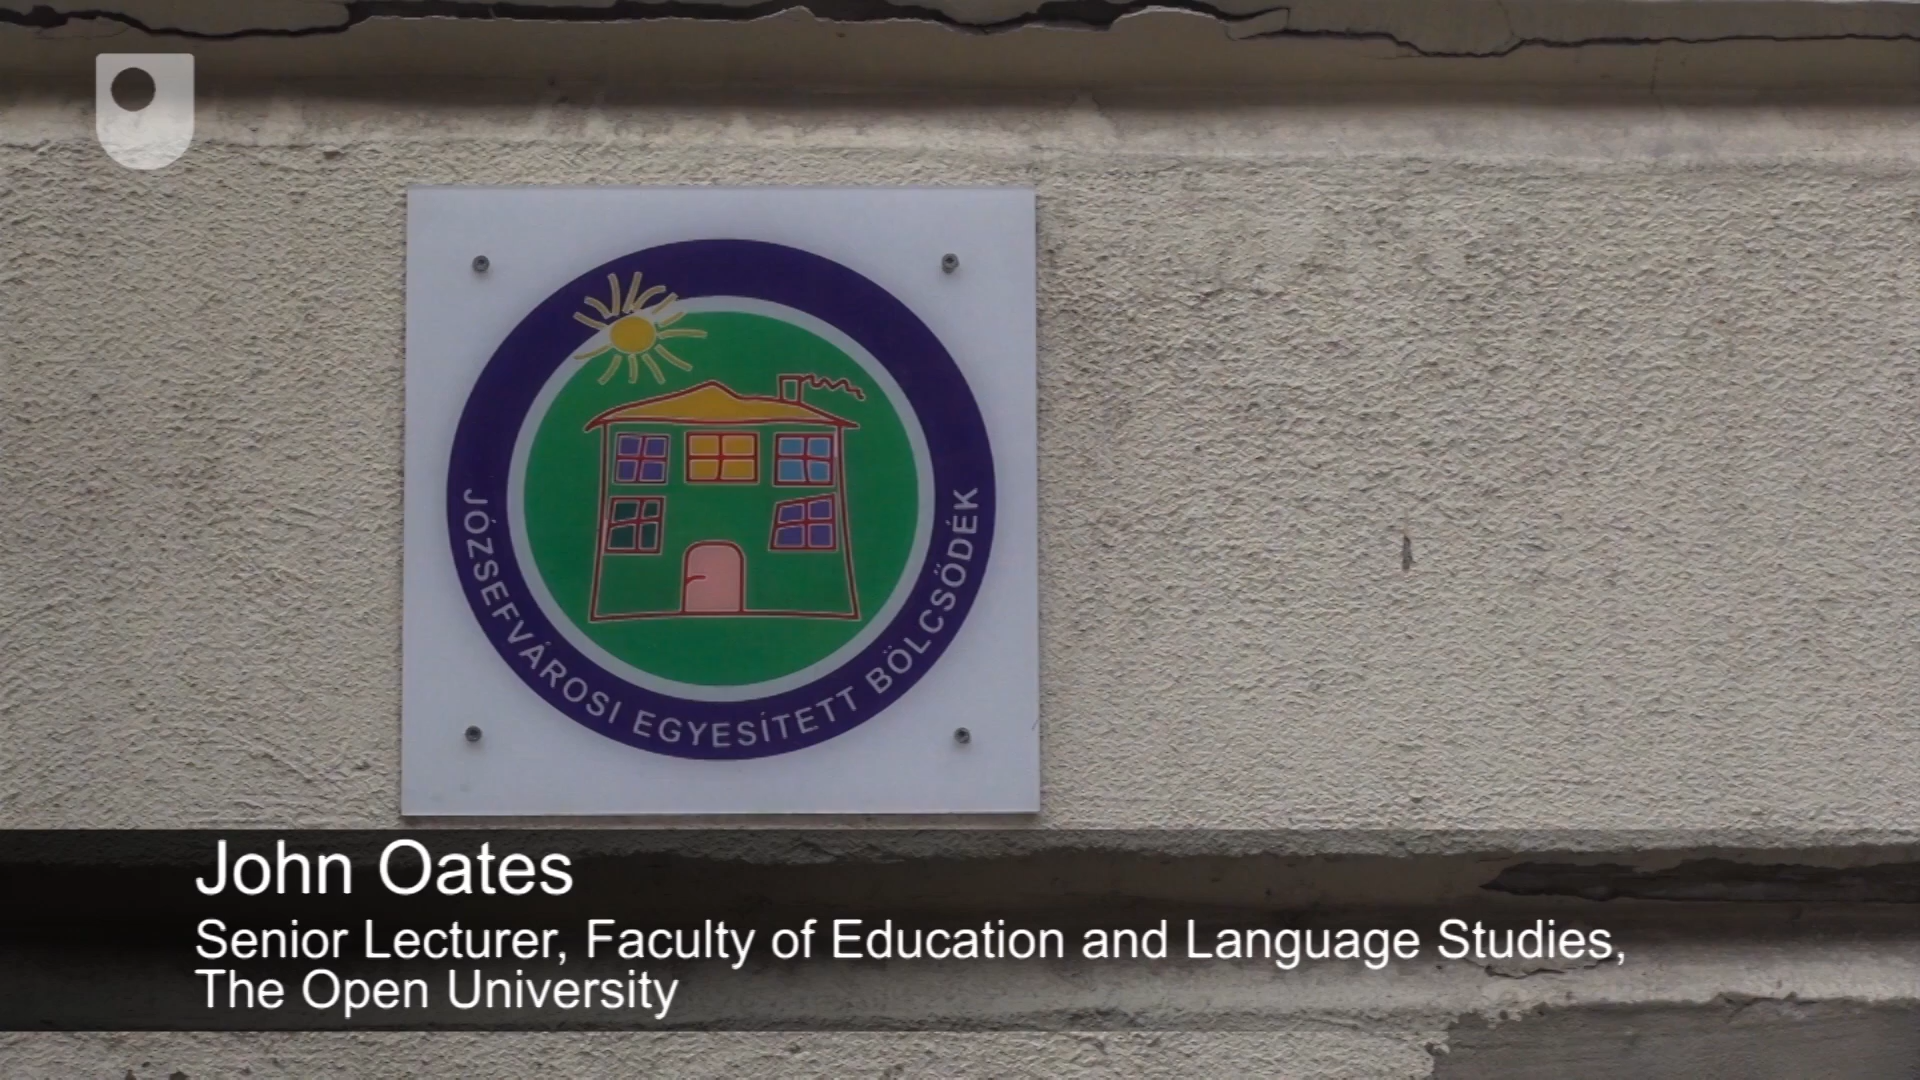 JÓZSEFVÁROSI EGYESÍTETT BÖLCSŐDÉK
John Oates
Senior Lecturer, Faculty of Education and Language Studies,
The Open University